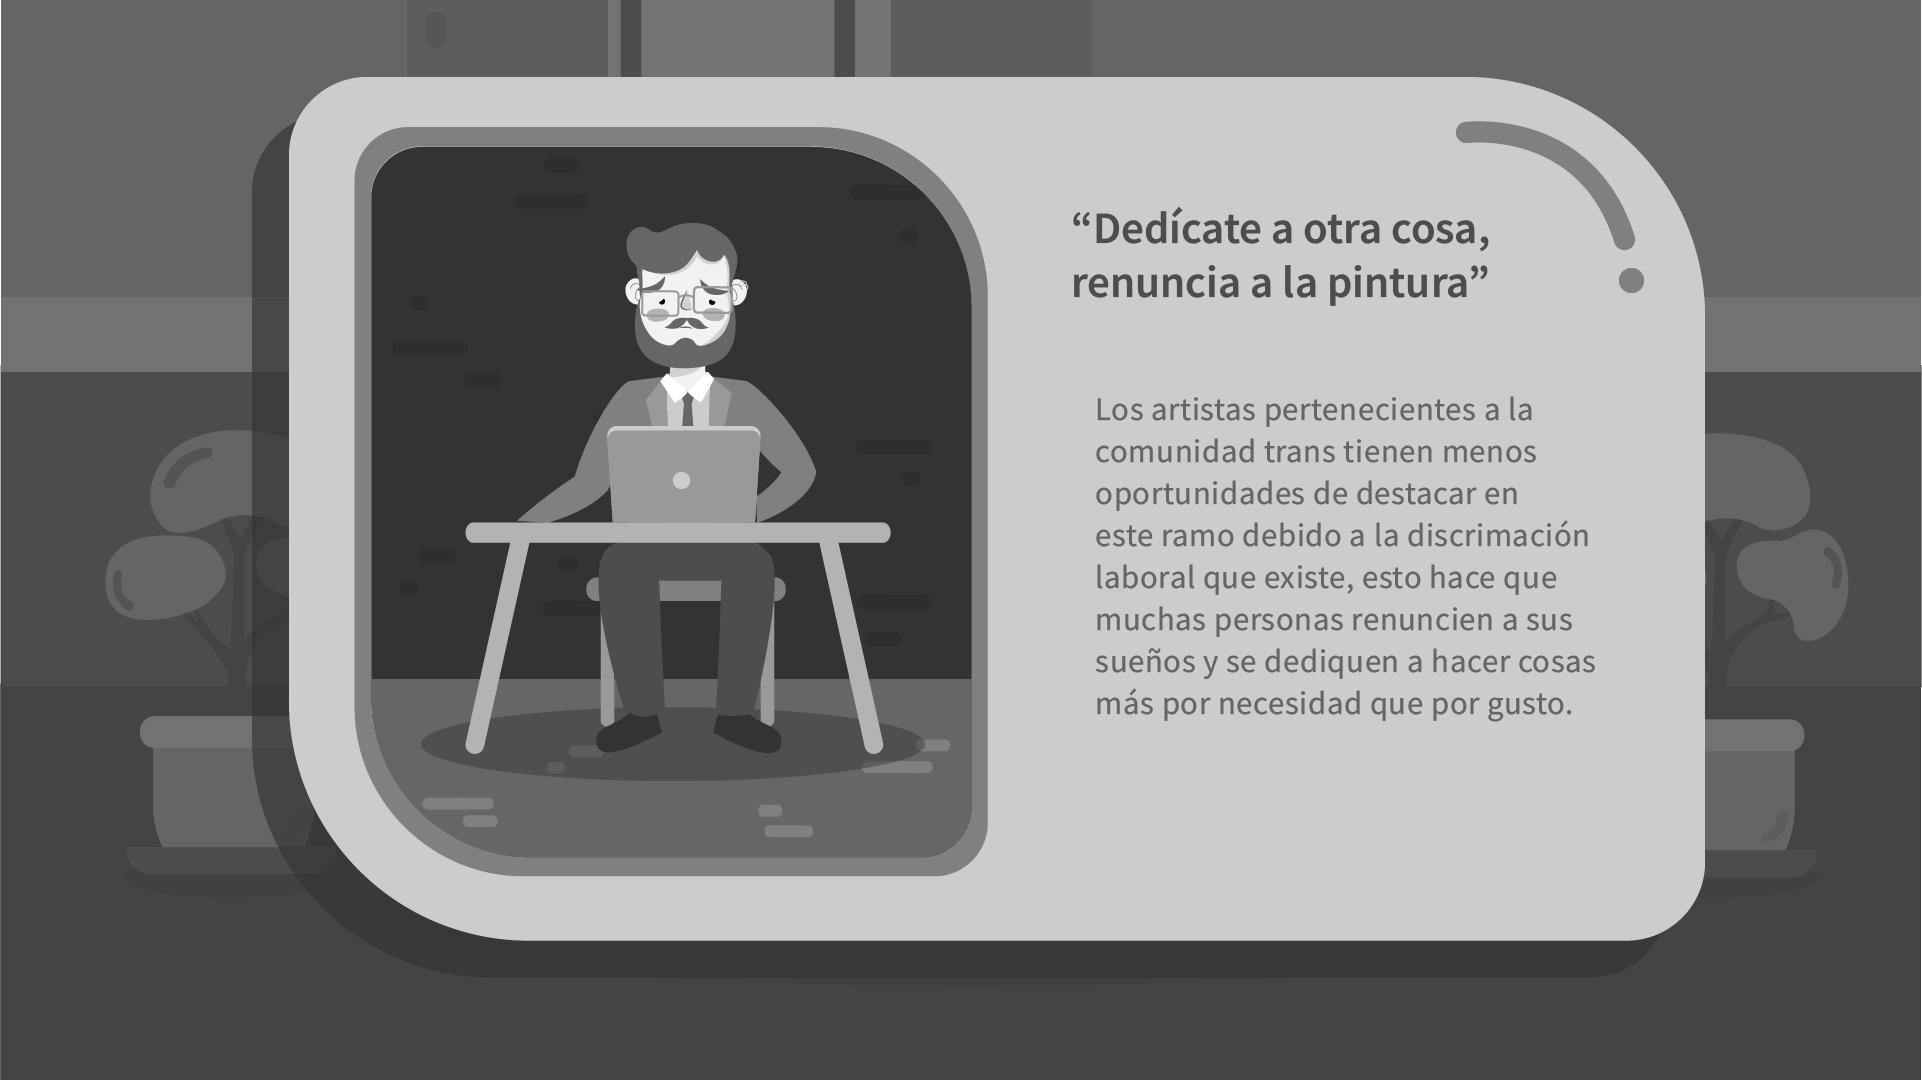 “Dedícate a otra cosa,
renuncia a la pintura”
Los artistas pertenecientes a la
comunidad trans tienen menos
oportunidades de destacar en
este ramo debido a la discrimación
laboral que existe, esto hace que
muchas personas renuncien a sus
sueños y se dediquen a hacer cosas
más por necesidad que por gusto.